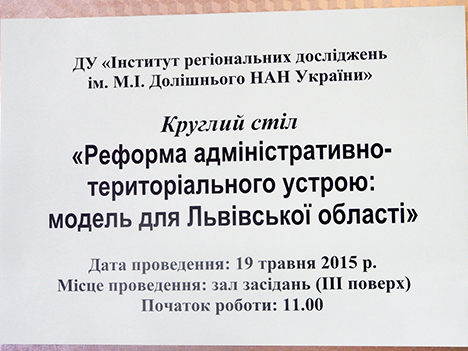 ДУ «Інститут регіональних досліджень
ім. М.І. Долішнього НАН України»
Круглий стіл
«Реформа адміністративно-
територіального устрою:
модель для Львівської області»
Дата проведення: 19 травня 2015 р.
Місце проведення: зал засідань (ІІІ поверх)
Початок роботи: 11.00